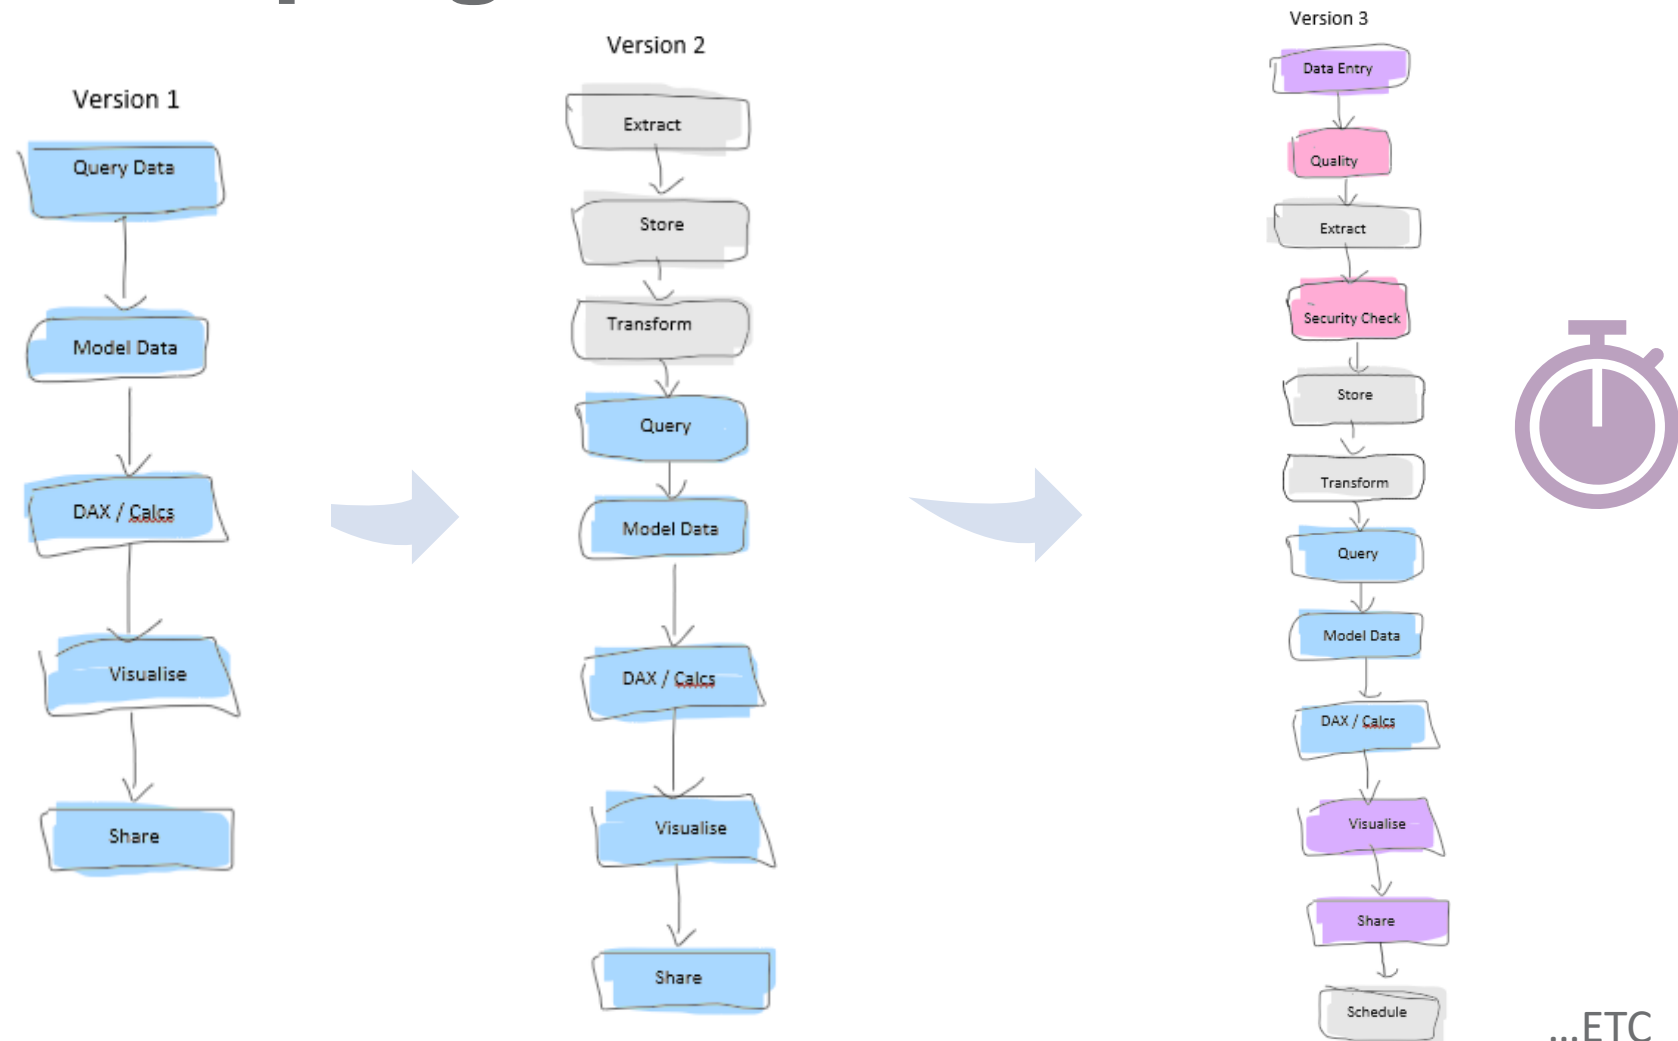 Version 1
Query Data
Model Data
DAX / Calcs
Visualise
Share
Version 2
Extract
Store
Transform
Query
Model Data
DAX / Calcs
Visualise
Share
Version 3
Data Entry
Quality
Extract
Security Check
Store
Transform
Query
Model Data
DAX / Calcs
Visualise
Share
Schedule
...ETC